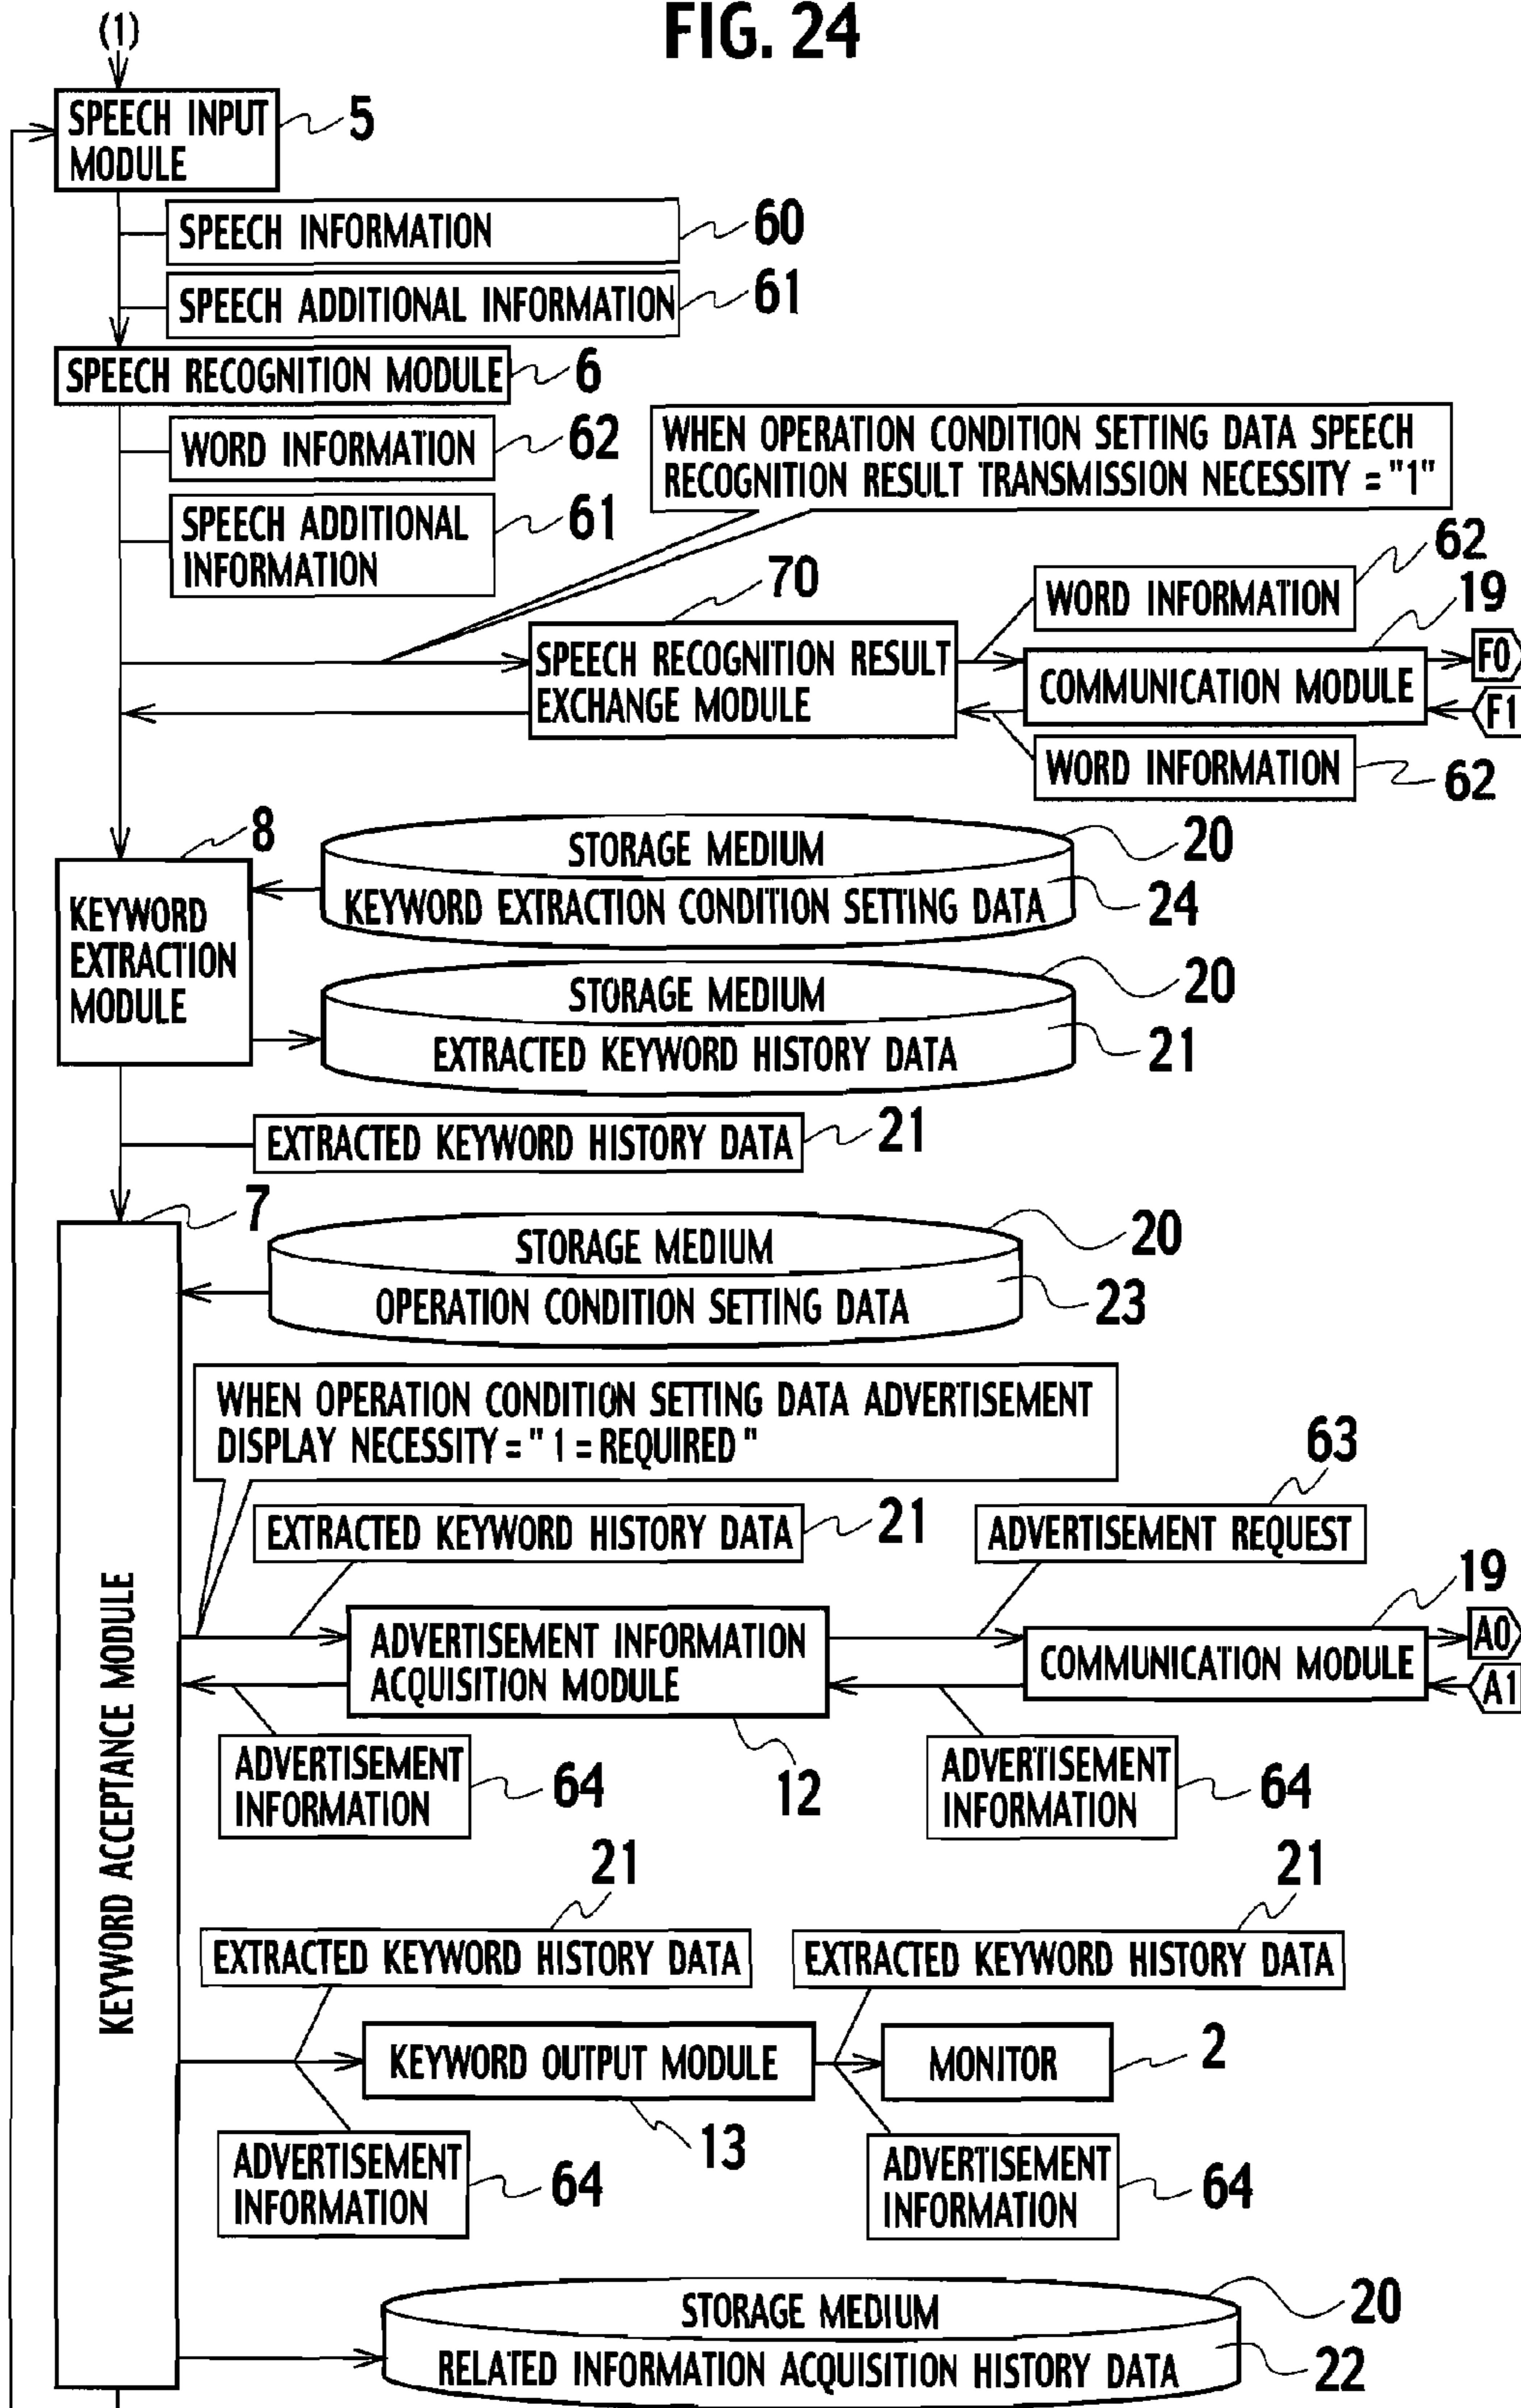 FIG. 24
(1)
SPEECH INPUT
MODULE
5
SPEECH INFORMATION
60
SPEECH ADDITIONAL INFORMATION
61
SPEECH RECOGNITION MODULE
6
WORD INFORMATION
62
SPEECH ADDITIONAL
INFORMATION
61
WHEN OPERATION CONDITION SETTING DATA SPEECH
RECOGNITION RESULT TRANSMISSION NECESSITY = "1"
70
SPEECH RECOGNITION RESULT
EXCHANGE MODULE
WORD INFORMATION
62
19
COMMUNICATION MODULE
F0
F1
WORD INFORMATION
62
8
KEYWORD
EXTRACTION
MODULE
STORAGE MEDIUM
20
KEYWORD EXTRACTION CONDITION SETTING DATA
24
STORAGE MEDIUM
20
EXTRACTED KEYWORD HISTORY DATA
21
EXTRACTED KEYWORD HISTORY DATA
21
7
KEYWORD ACCEPTANCE MODULE
STORAGE MEDIUM
20
OPERATION CONDITION SETTING DATA
23
WHEN OPERATION CONDITION SETTING DATA ADVERTISEMENT
DISPLAY NECESSITY = " 1 = REQUIRED "
EXTRACTED KEYWORD HISTORY DATA
21
63
ADVERTISEMENT REQUEST
ADVERTISEMENT INFORMATION
ACQUISITION MODULE
12
19
COMMUNICATION MODULE
A0
A1
ADVERTISEMENT
INFORMATION
64
ADVERTISEMENT
INFORMATION
64
21
EXTRACTED KEYWORD HISTORY DATA
21
EXTRACTED KEYWORD HISTORY DATA
KEYWORD OUTPUT MODULE
13
MONITOR
2
ADVERTISEMENT
INFORMATION
64
ADVERTISEMENT
INFORMATION
64
STORAGE MEDIUM
20
RELATED INFORMATION ACQUISITION HISTORY DATA
22